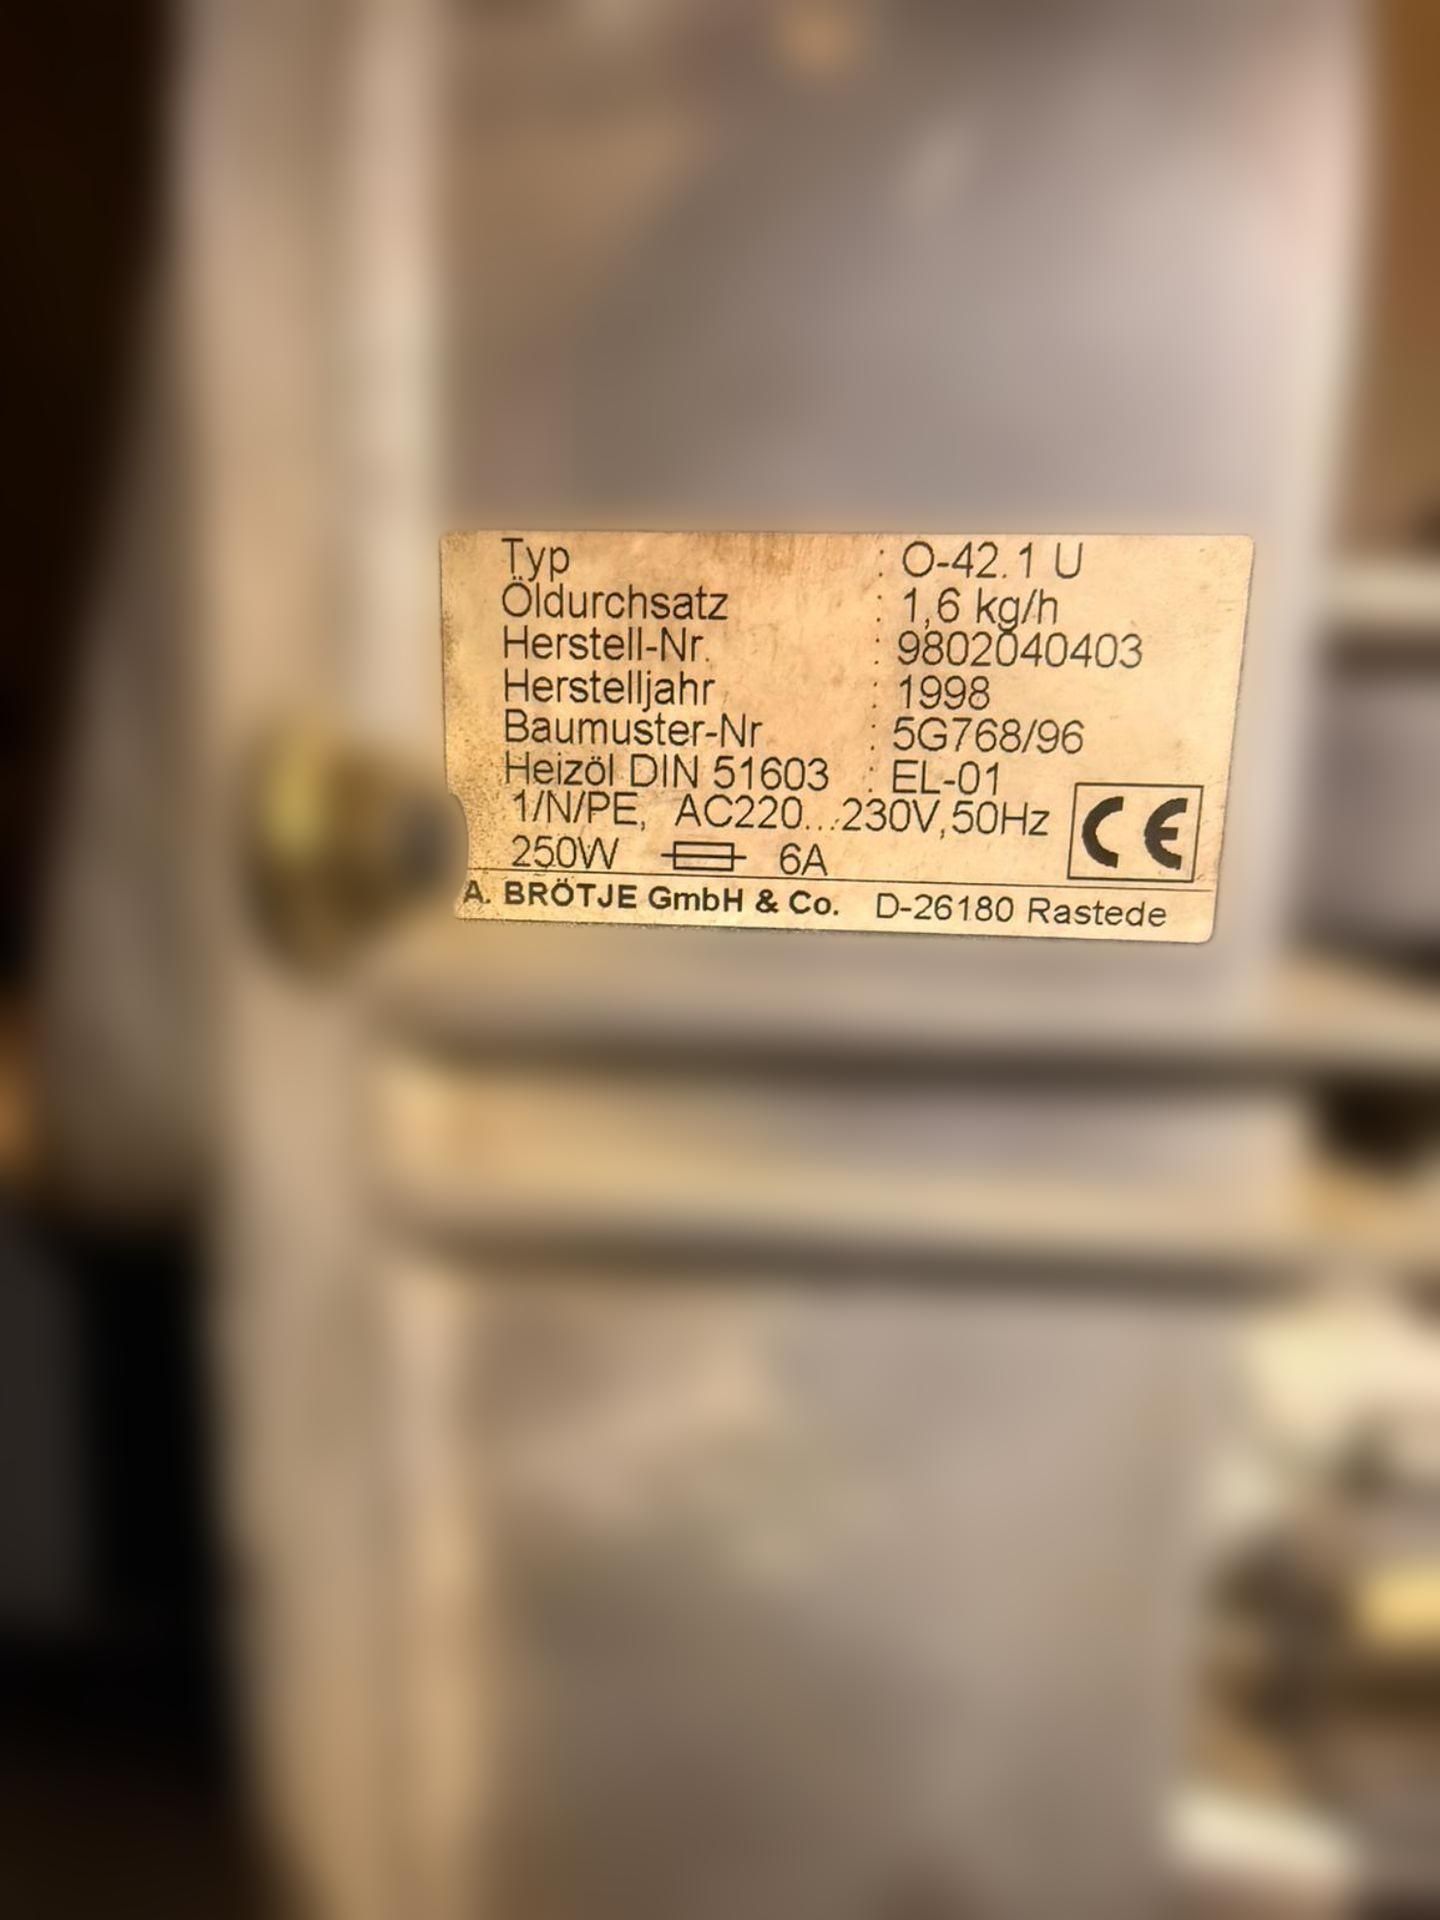 Typ : O-42.1 U
Öldurchsatz : 1,6 kg/h
Herstell-Nr. : 9802040403
Herstelljahr : 1998
Baumuster-Nr : 5G768/96
Heizöl DIN 51603 : EL-01
1/N/PE, AC220...230V,50Hz
250W 6A
CE
A. BRÖTJE GmbH & Co. D-26180 Rastede